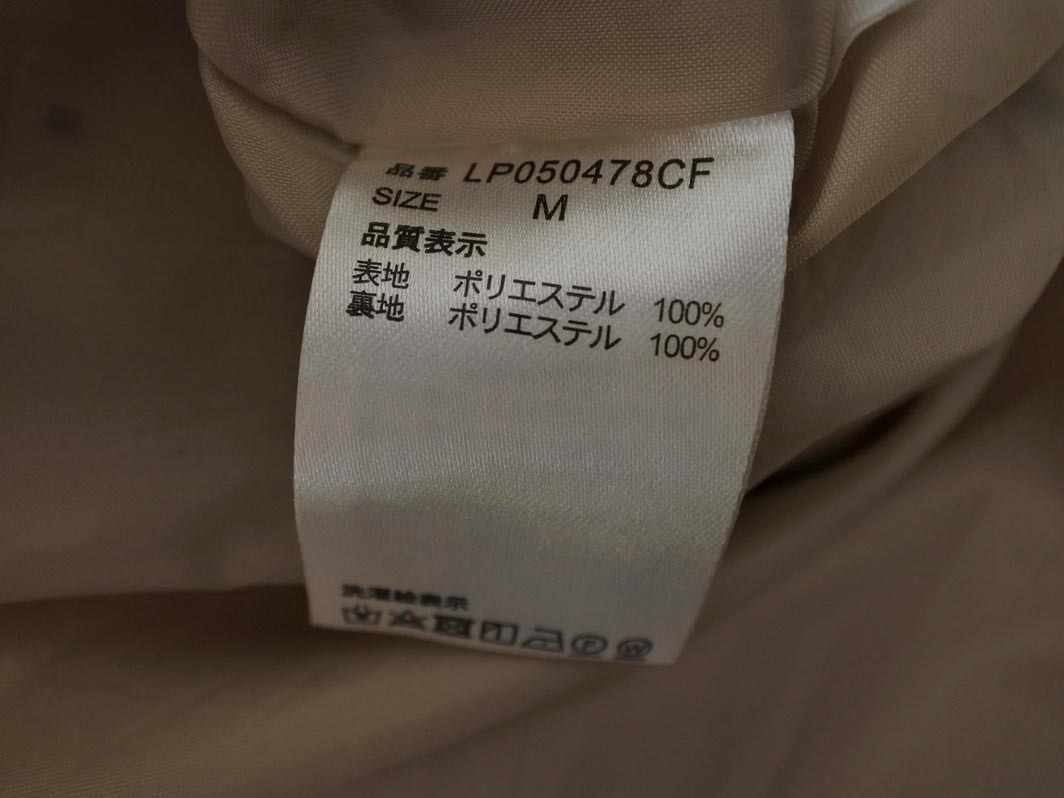 品番 LP050478CF
SIZE M
品質表示
表地 ポリエステル 100%
裏地 ポリエステル 100%
洗濯絵表示
F W